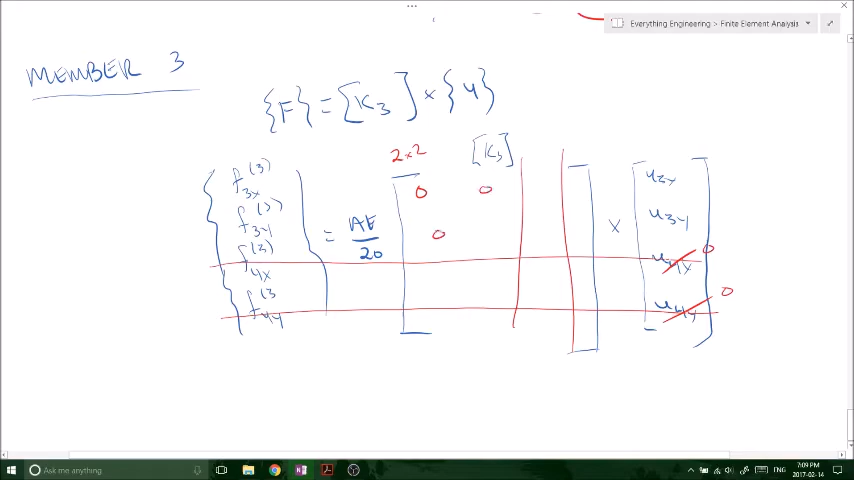 Everything Engineering > Finite Element Analysis
MEMBER 3
{F} = [K3] × {u}
2×2 [K3]
f3x(3) 0 0 u3x
f3y(3) = AE/20 0 × u3y
f4x(3) u4x 0
f4y(3 u4y 0
Ask me anything
ENG
7:09 PM
2017-02-14